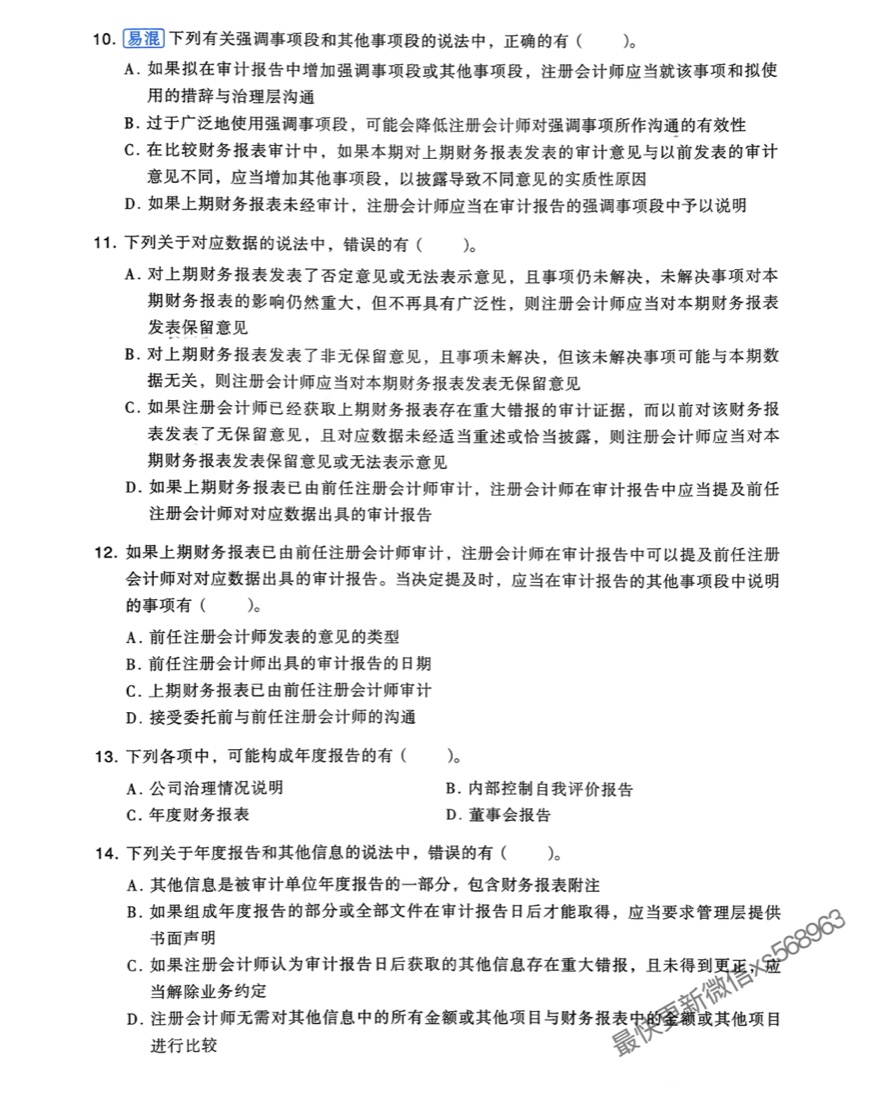 10. 易混 下列有关强调事项段和其他事项段的说法中，正确的有（　　）。
A. 如果拟在审计报告中增加强调事项段或其他事项段，注册会计师应当就该事项和拟使
用的措辞与治理层沟通
B. 过于广泛地使用强调事项段，可能会降低注册会计师对强调事项所作沟通的有效性
C. 在比较财务报表审计中，如果本期对上期财务报表发表的审计意见与以前发表的审计
意见不同，应当增加其他事项段，以披露导致不同意见的实质性原因
D. 如果上期财务报表未经审计，注册会计师应当在审计报告的强调事项段中予以说明
11. 下列关于对应数据的说法中，错误的有（　　）。
A. 对上期财务报表发表了否定意见或无法表示意见，且事项仍未解决，未解决事项对本
期财务报表的影响仍然重大，但不再具有广泛性，则注册会计师应当对本期财务报表
发表保留意见
B. 对上期财务报表发表了非无保留意见，且事项未解决，但该未解决事项可能与本期数
据无关，则注册会计师应当对本期财务报表发表无保留意见
C. 如果注册会计师已经获取上期财务报表存在重大错报的审计证据，而以前对该财务报
表发表了无保留意见，且对应数据未经适当重述或恰当披露，则注册会计师应当对本
期财务报表发表保留意见或无法表示意见
D. 如果上期财务报表已由前任注册会计师审计，注册会计师在审计报告中应当提及前任
注册会计师对对应数据出具的审计报告
12. 如果上期财务报表已由前任注册会计师审计，注册会计师在审计报告中可以提及前任注册
会计师对对应数据出具的审计报告。当决定提及时，应当在审计报告的其他事项段中说明
的事项有（　　）。
A. 前任注册会计师发表的意见的类型
B. 前任注册会计师出具的审计报告的日期
C. 上期财务报表已由前任注册会计师审计
D. 接受委托前与前任注册会计师的沟通
13. 下列各项中，可能构成年度报告的有（　　）。
A. 公司治理情况说明　　B. 内部控制自我评价报告
C. 年度财务报表　　D. 董事会报告
14. 下列关于年度报告和其他信息的说法中，错误的有（　　）。
A. 其他信息是被审计单位年度报告的一部分，包含财务报表附注
B. 如果组成年度报告的部分或全部文件在审计报告日后才能取得，应当要求管理层提供
书面声明
C. 如果注册会计师认为审计报告日后获取的其他信息存在重大错报，且未得到更正，应
当解除业务约定
D. 注册会计师无需对其他信息中的所有金额或其他项目与财务报表中的金额或其他项目
进行比较
最快更新微信xs568963